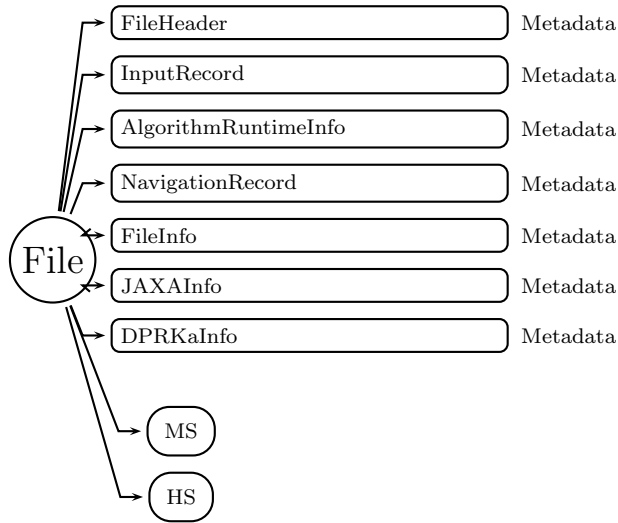 FileHeader Metadata
InputRecord Metadata
AlgorithmRuntimeInfo Metadata
NavigationRecord Metadata
FileInfo Metadata
File
JAXAInfo Metadata
DPRKaInfo Metadata
MS
HS